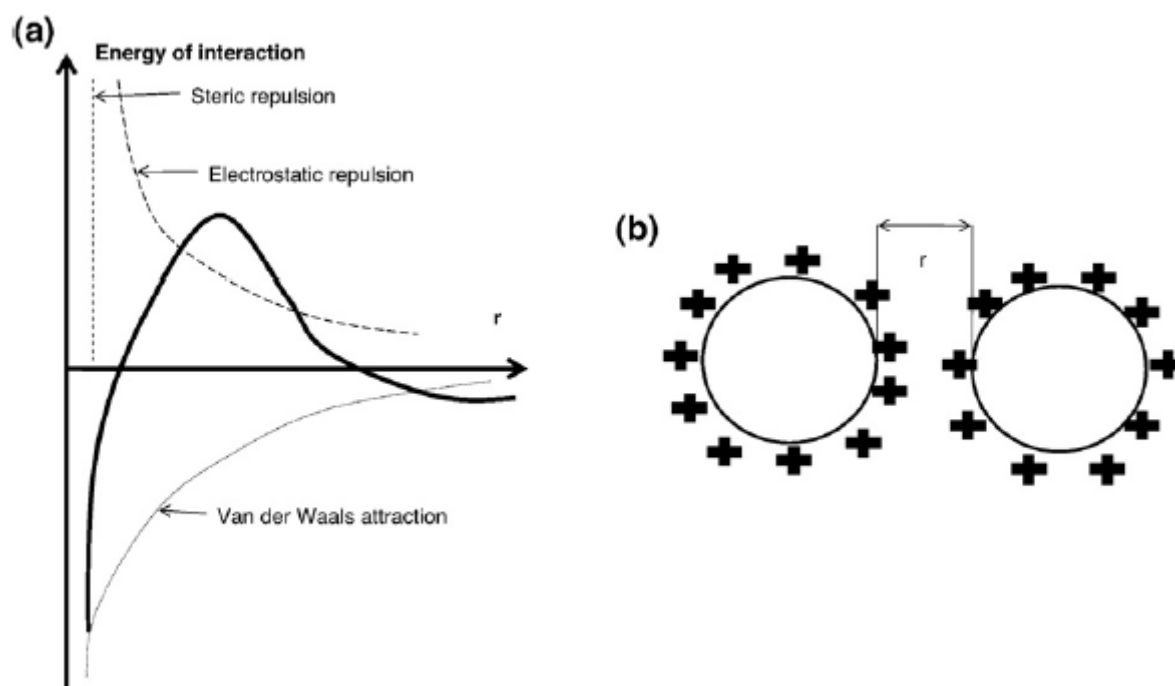 (a)
Energy of interaction
Steric repulsion
Electrostatic repulsion
r
Van der Waals attraction
(b)
r